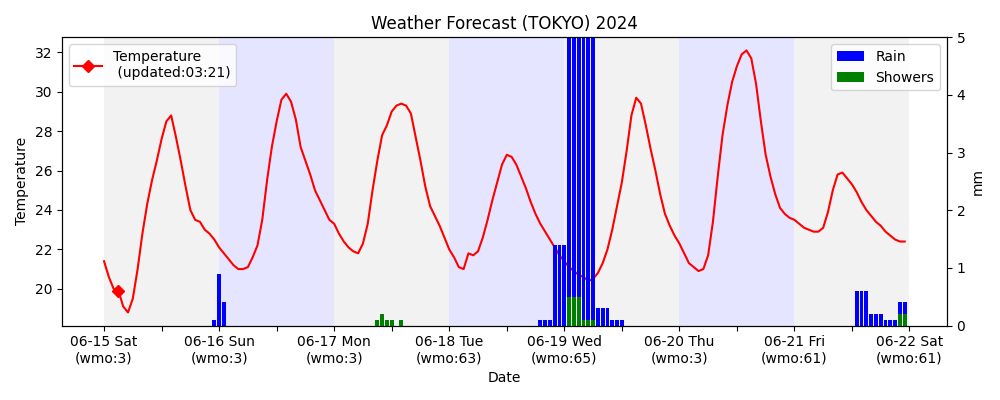 Weather Forecast (TOKYO) 2024
Temperature
(updated:03:21)
Rain
Showers
32
30
28
26
24
22
20
Temperature
5
4
3
2
1
0
mm
06-15 Sat
(wmo:3)
06-16 Sun
(wmo:3)
06-17 Mon
(wmo:3)
06-18 Tue
(wmo:63)
06-19 Wed
(wmo:65)
06-20 Thu
(wmo:3)
06-21 Fri
(wmo:61)
06-22 Sat
(wmo:61)
Date